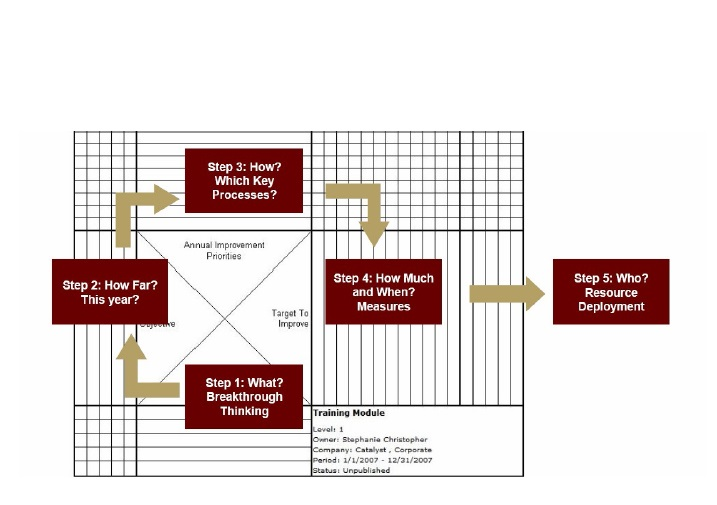 Step 3: How?
Which Key
Processes?
Annual Improvement
Priorities
Step 2: How Far?
This year?
Objective
Target To
Improve
Step 4: How Much
and When?
Measures
Step 5: Who?
Resource
Deployment
Step 1: What?
Breakthrough
Thinking
Training Module
Level: 1
Owner: Stephanie Christopher
Company: Catalyst , Corporate
Period: 1/1/2007 - 12/31/2007
Status: Unpublished